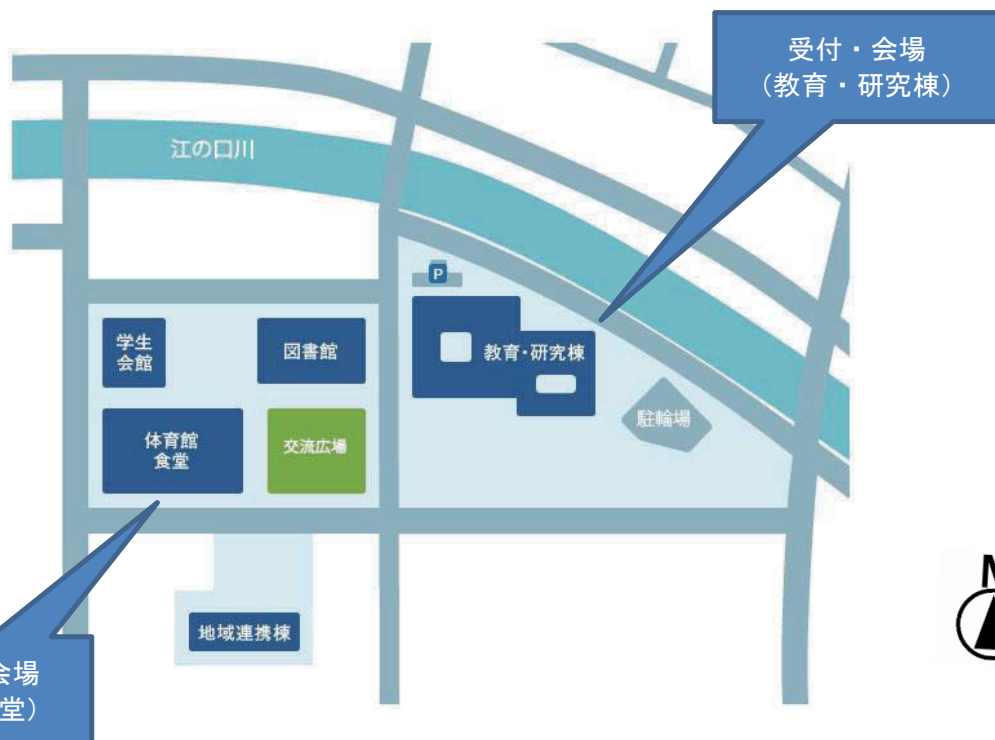 受付・会場
（教育・研究棟）
江の口川
P
学生
会館
図書館
教育・研究棟
体育館
食堂
交流広場
駐輪場
地域連携棟
会場
堂）
N